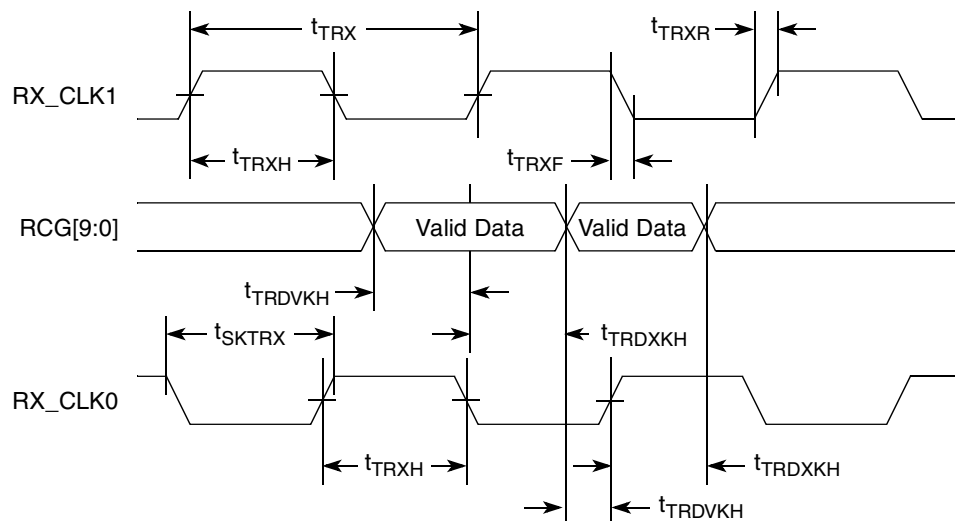 tTRX
tTRXR
RX_CLK1
tTRXH
tTRXF
RCG[9:0]
Valid Data
Valid Data
tTRDVKH
tSKTRX
tTRDXKH
RX_CLK0
tTRXH
tTRDXKH
tTRDVKH